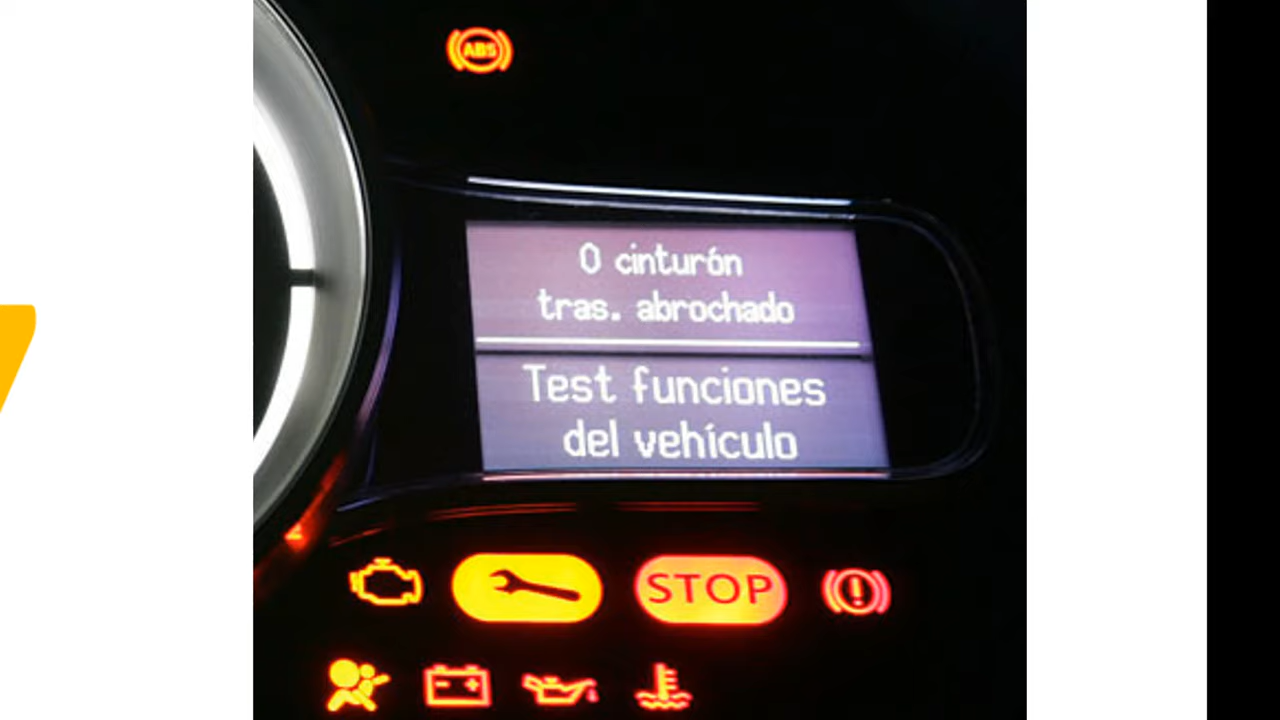 ABS
0 cinturón
tras. abrochado
Test funciones
del vehículo
STOP